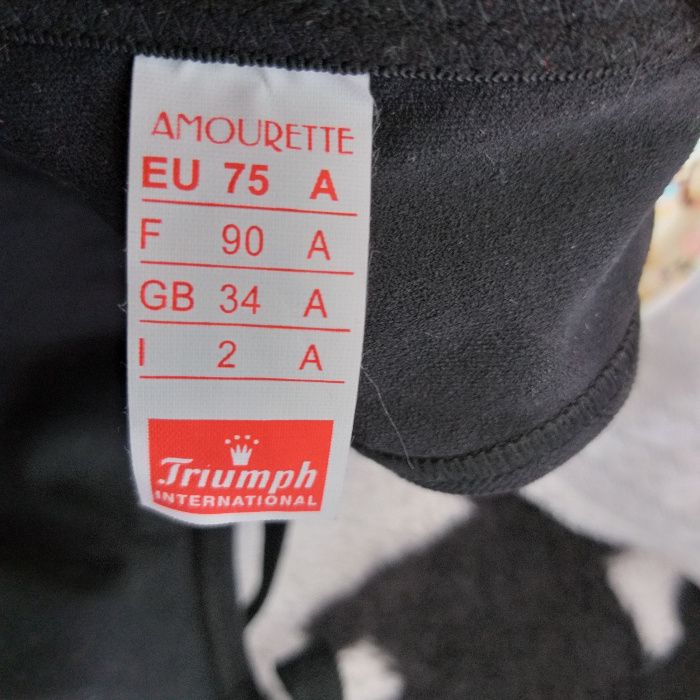 AMOURETTE
EU 75 A
F 90 A
GB 34 A
I 2 A
Triumph
INTERNATIONAL